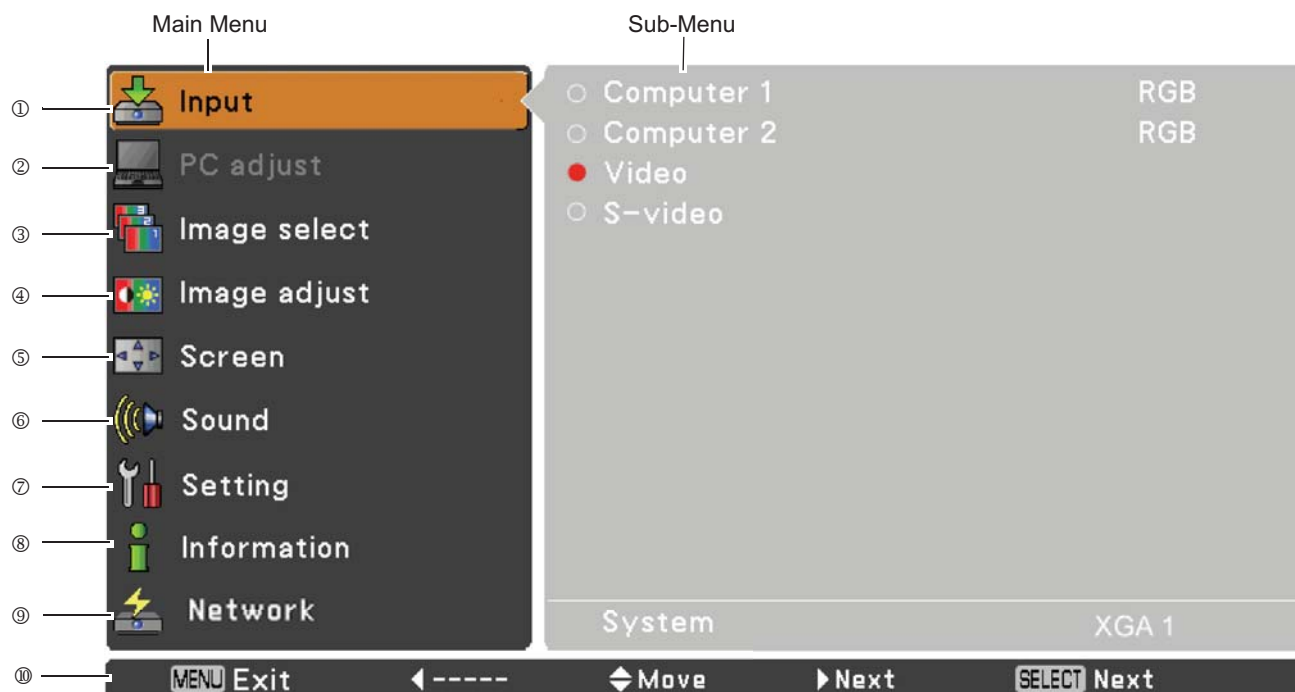 Main Menu Sub-Menu
① Input
② PC adjust
③ Image select
④ Image adjust
⑤ Screen
⑥ Sound
⑦ Setting
⑧ Information
⑨ Network
Computer 1 RGB
Computer 2 RGB
Video
S-video
System XGA 1
⑩ MENU Exit ◀----- Move ▶Next SELECT Next